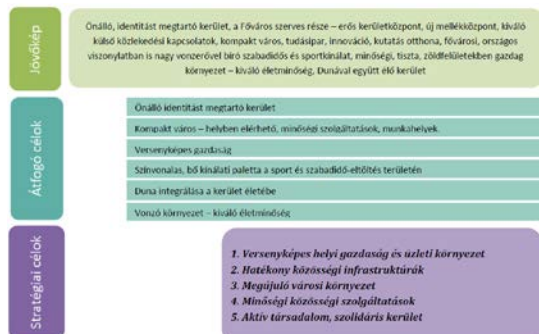 Jövőkép
Önálló, identitást megtartó kerület, a főváros szerves része – erős kerületközpont, új mellékközpont, kiváló
külső közlekedési kapcsolatok, kompakt város, tudásipar, innováció, kutatás otthona, fővárosi, országos
viszonylatban is nagy vonzerővel bíró szabadidős és sportkínálat, minőségi, tiszta, zöldfelületekben gazdag
környezet – kiváló életminőség, Dunával együtt élő kerület
Átfogó célok
Önálló identitást megtartó kerület
Kompakt város – helyben elérhető, minőségi szolgáltatások, munkahelyek.
Versenyképes gazdaság
Színvonalas, bő kínálati paletta a sport és szabadidő-eltöltés területén
Duna integrálása a kerület életébe
Vonzó környezet – kiváló életminőség
Stratégiai célok
1. Versenyképes helyi gazdaság és üzleti környezet
2. Hatékony közösségi infrastruktúrák
3. Megújuló városi környezet
4. Minőségi közösségi szolgáltatások
5. Aktív társadalom, szolidáris kerület